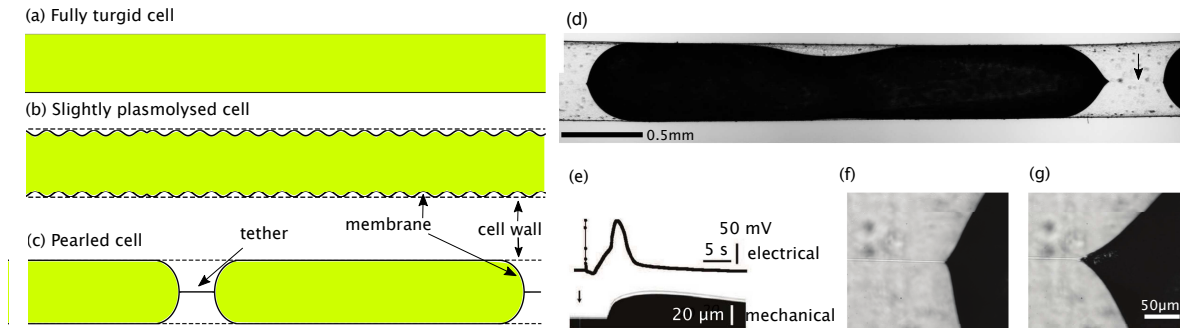 (a) Fully turgid cell
(b) Slightly plasmolysed cell
membrane
cell wall
(c) Pearled cell
tether
(d)
0.5mm
(e)
50 mV
5 s
electrical
20 µm
mechanical
(f)
(g)
50µm